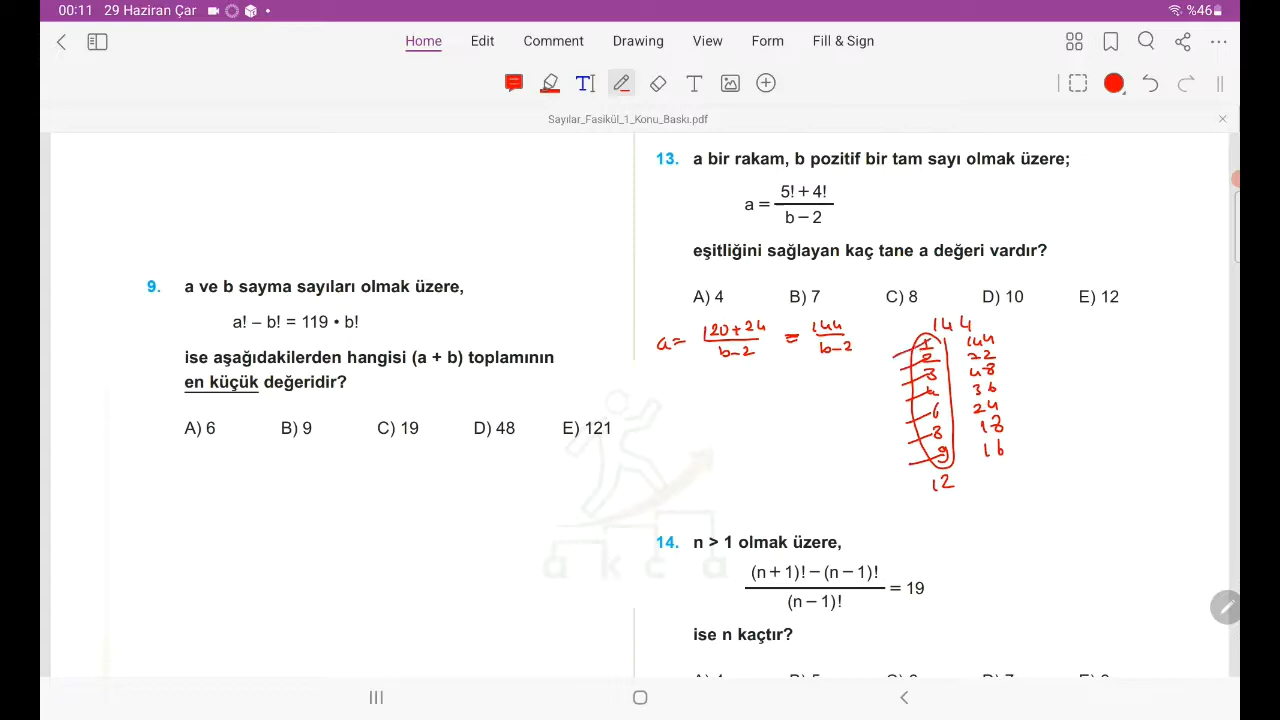 00:11 29 Haziran Çar %46
Home Edit Comment Drawing View Form Fill & Sign
Sayılar_Fasikül_1_Konu_Baskı.pdf
9. a ve b sayma sayıları olmak üzere,
a! – b! = 119 • b!
ise aşağıdakilerden hangisi (a + b) toplamının
en küçük değeridir?
A) 6 B) 9 C) 19 D) 48 E) 121
13. a bir rakam, b pozitif bir tam sayı olmak üzere;
a = 5! + 4! / b – 2
eşitliğini sağlayan kaç tane a değeri vardır?
A) 4 B) 7 C) 8 D) 10 E) 12
a = 120+24 / b-2 = 144 / b-2
144
1 144
2 22
3 48
4 36
6 24
8 18
9 16
12
akca
14. n > 1 olmak üzere,
(n + 1)! – (n – 1)! / (n – 1)! = 19
ise n kaçtır?